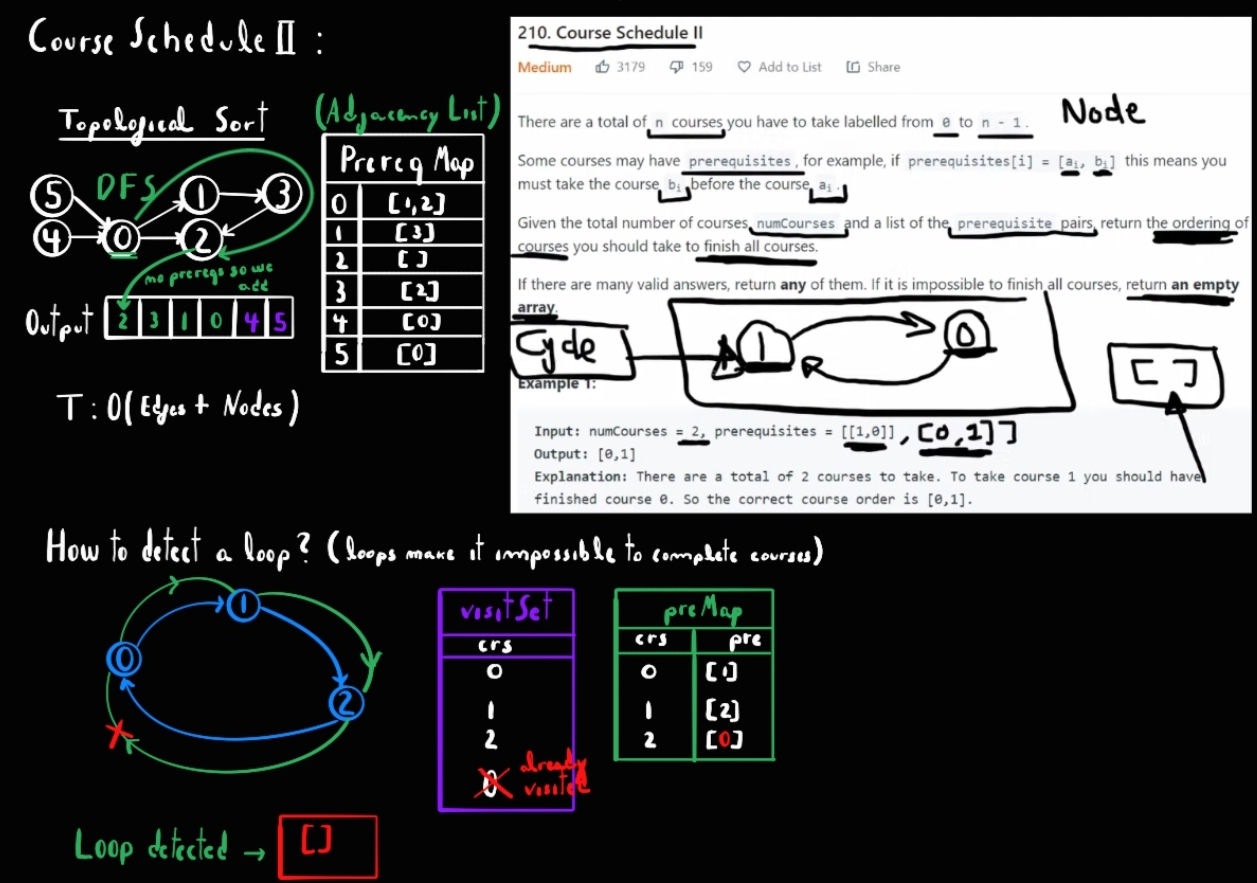 Course Schedule II :
Topological Sort
DFS
5
1
3
4
0
2
no prereqs so we
add
Output 2 3 1 0 4 5
T : O(Edges + Nodes)
(Adjacency List)
Prereq Map
0 [1,2]
1 [3]
2 []
3 [2]
4 [0]
5 [0]
210. Course Schedule II
Medium 3179 159 Add to List Share
Node
There are a total of n courses you have to take labelled from 0 to n - 1.
Some courses may have prerequisites, for example, if prerequisites[i] = [aᵢ, bᵢ] this means you
must take the course bᵢ before the course aᵢ.
Given the total number of courses numCourses and a list of the prerequisite pairs, return the ordering of
courses you should take to finish all courses.
If there are many valid answers, return any of them. If it is impossible to finish all courses, return an empty
array.
Cycle
1
0
[]
Example 1:
Input: numCourses = 2, prerequisites = [[1,0]] , [0,1]]
Output: [0,1]
Explanation: There are a total of 2 courses to take. To take course 1 you should have
finished course 0. So the correct course order is [0,1].
How to detect a loop? (loops make it impossible to complete courses)
1
0
2
visitSet
crs
0
1
2
0 already
visited
preMap
crs pre
0 [1]
1 [2]
2 [0]
Loop detected → []